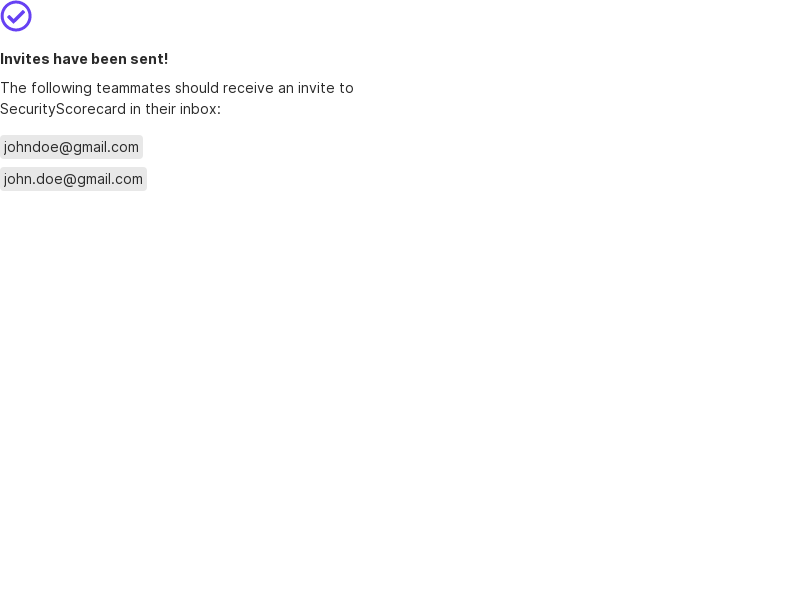 Invites have been sent!
The following teammates should receive an invite to
SecurityScorecard in their inbox:
johndoe@gmail.com
john.doe@gmail.com